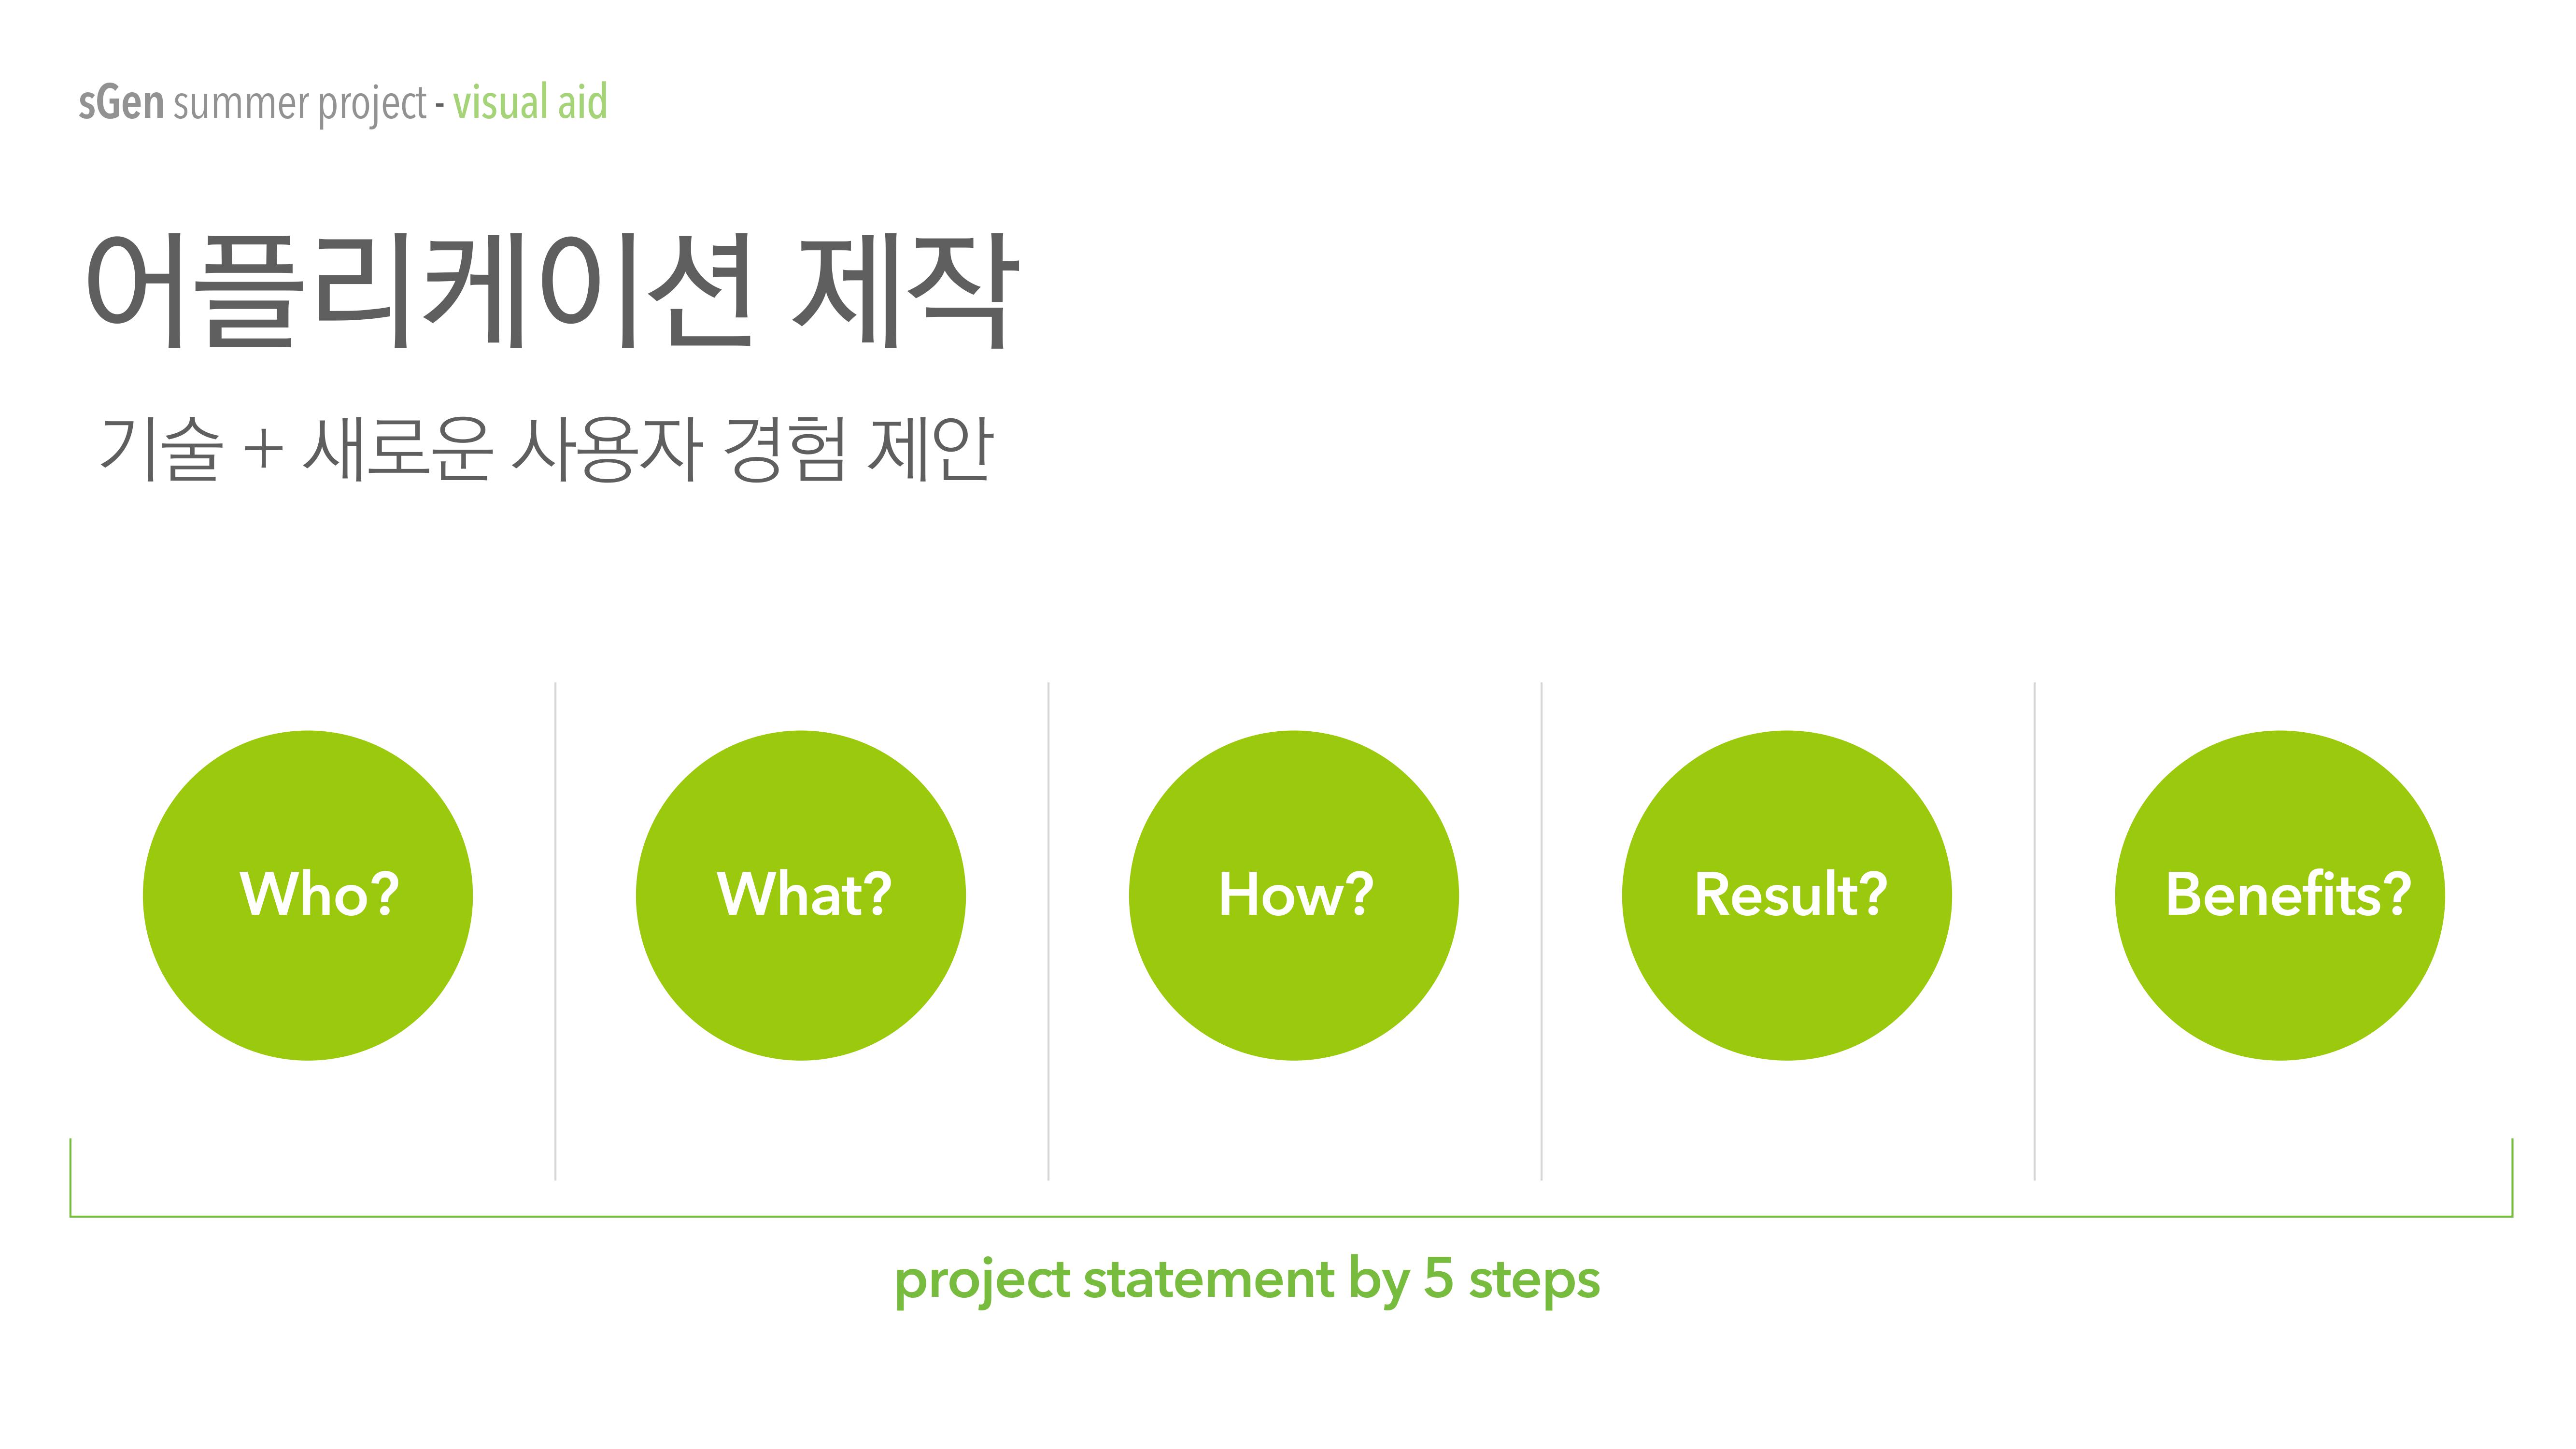 sGen summer project - visual aid
어플리케이션 제작
기술 + 새로운 사용자 경험 제안
Who?
What?
How?
Result?
Benefits?
project statement by 5 steps